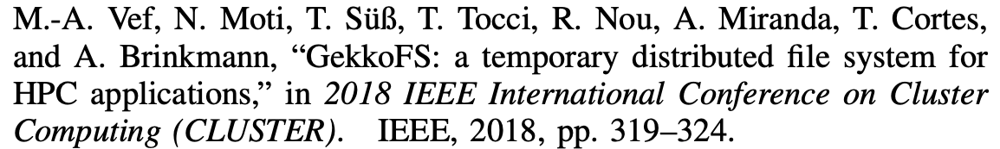 M.-A. Vef, N. Moti, T. Süß, T. Tocci, R. Nou, A. Miranda, T. Cortes,
and A. Brinkmann, “GekkoFS: a temporary distributed file system for
HPC applications,” in 2018 IEEE International Conference on Cluster
Computing (CLUSTER). IEEE, 2018, pp. 319–324.